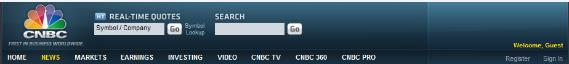 RT REAL-TIME QUOTES SEARCH
Symbol / Company Go Symbol Lookup Go
CNBC
FIRST IN BUSINESS WORLDWIDE
Welcome, Guest
HOME NEWS MARKETS EARNINGS INVESTING VIDEO CNBC TV CNBC 360 CNBC PRO Register Sign In